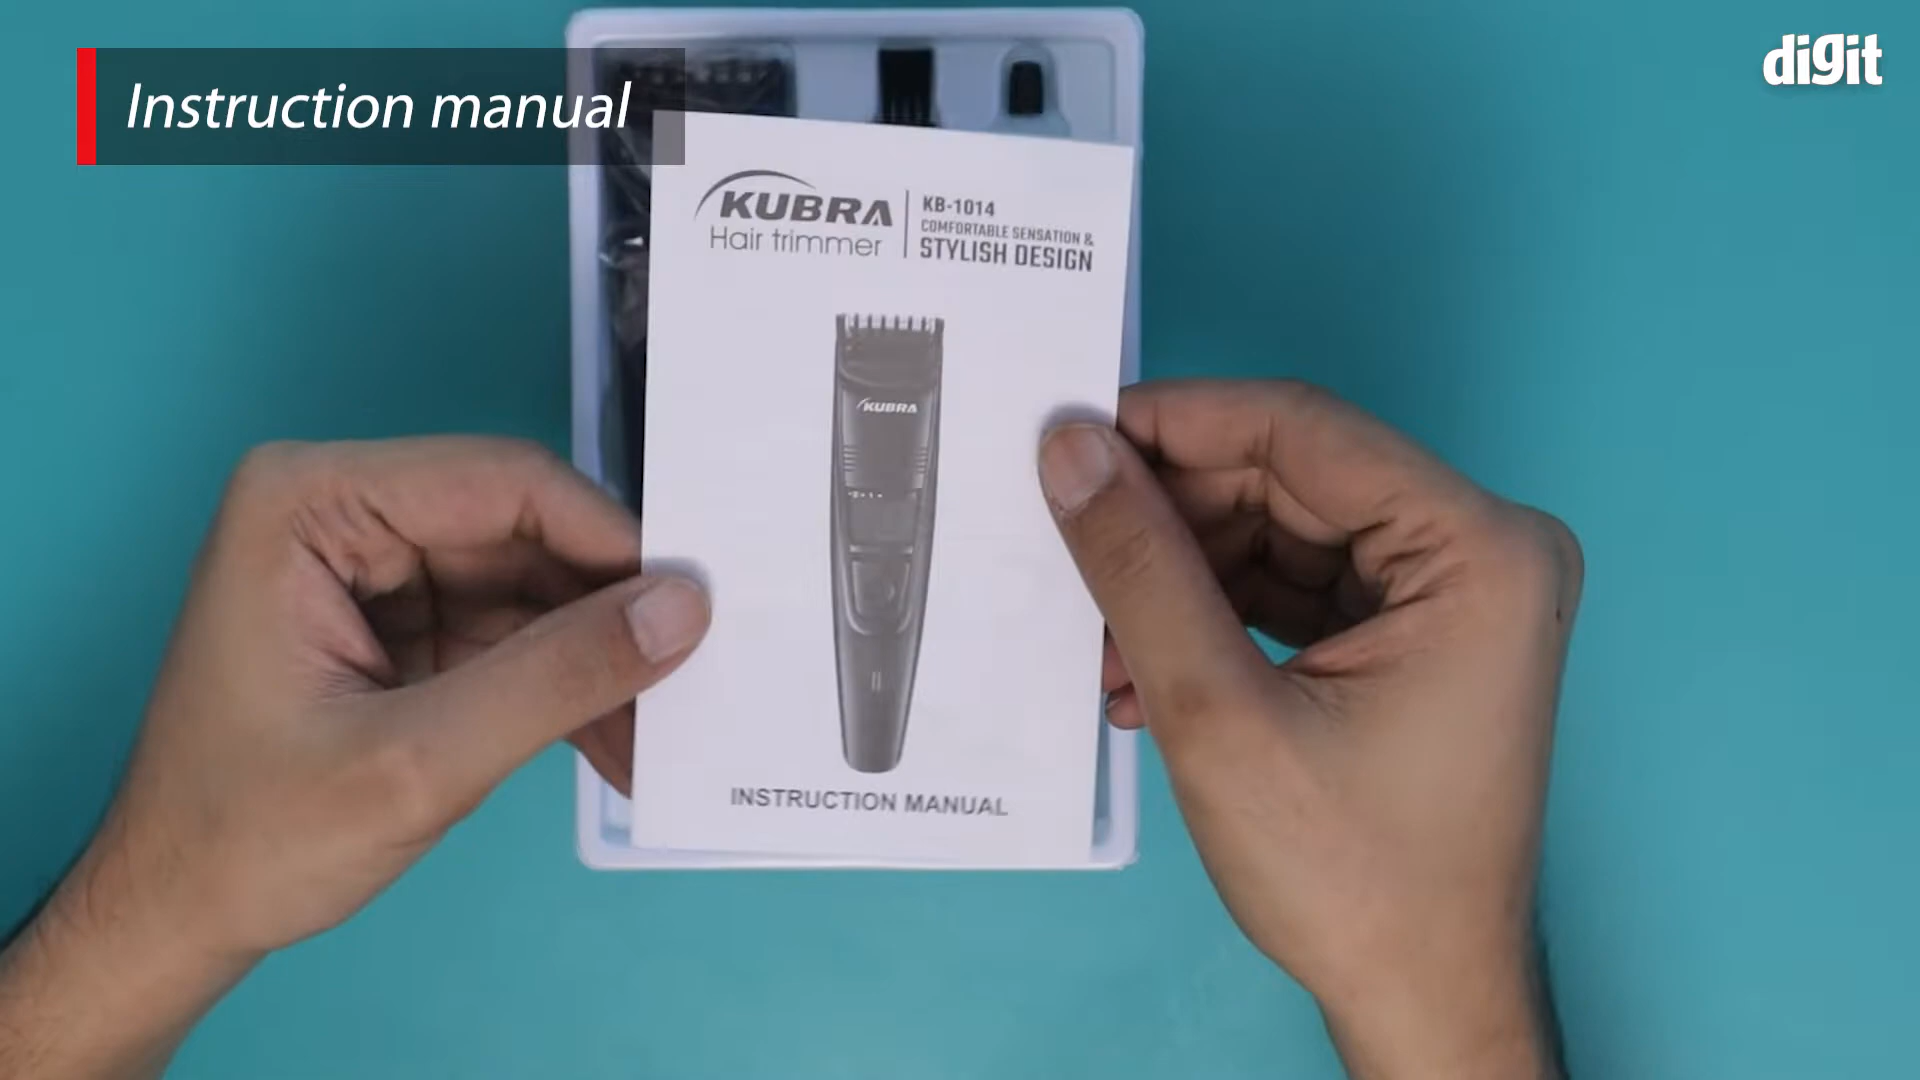 Instruction manual
digit
KUBRA
Hair trimmer
KB-1014
COMFORTABLE SENSATION &
STYLISH DESIGN
KUBRA
INSTRUCTION MANUAL